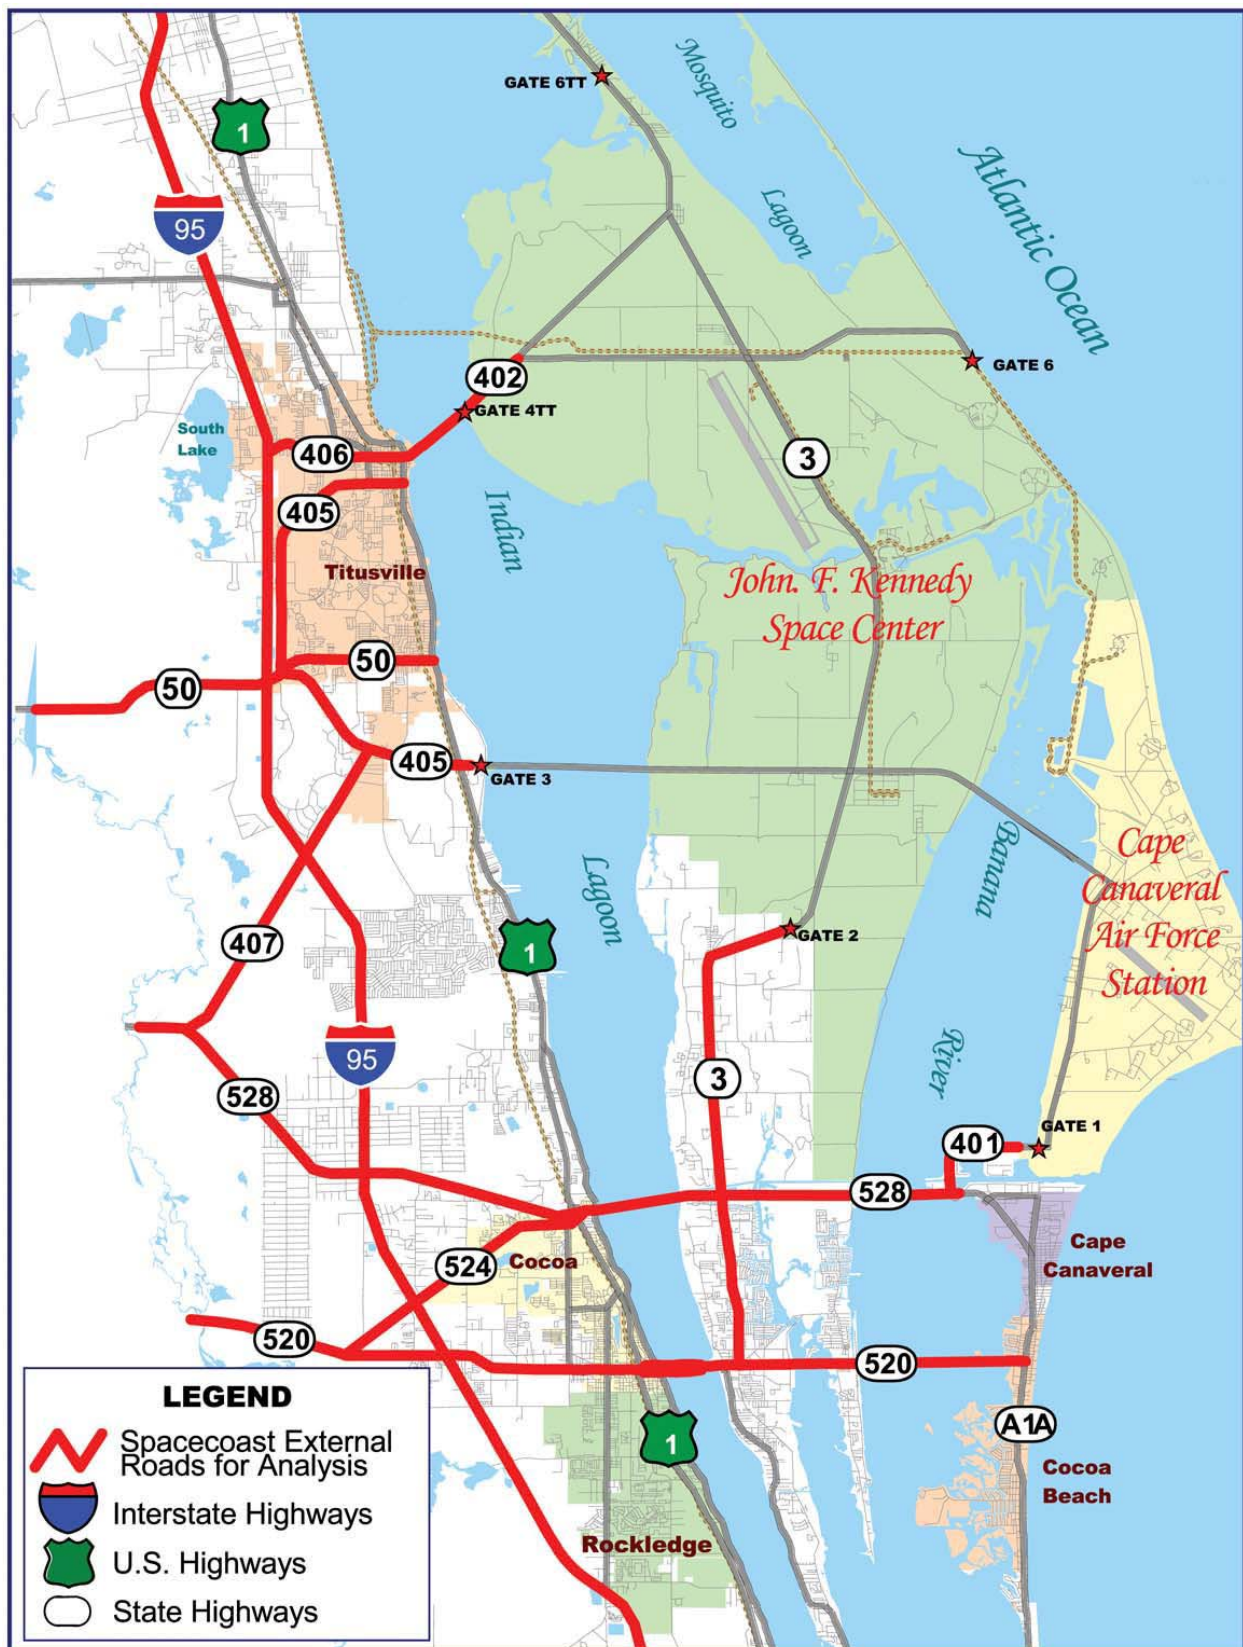 GATE 6TT
Mosquito
Lagoon
Atlantic Ocean
1
95
GATE 6
402
GATE 4TT
South
Lake
406
3
405
Indian
Titusville
John. F. Kennedy
Space Center
50
50
405
GATE 3
Lagoon
Banana
Cape
Canaveral
Air Force
Station
407
1
GATE 2
95
3
River
528
401
GATE 1
528
524
Cocoa
Cape
Canaveral
520
520
A1A
1
Cocoa
Beach
Rockledge
LEGEND
Spacecoast External
Roads for Analysis
Interstate Highways
U.S. Highways
State Highways